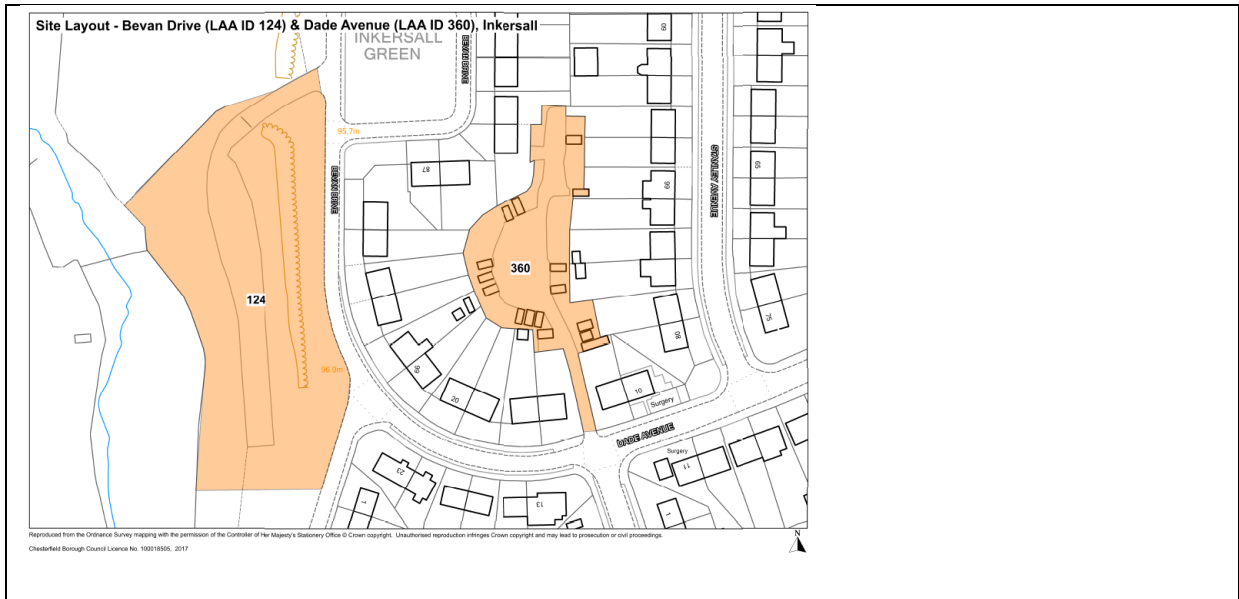 Site Layout - Bevan Drive (LAA ID 124) & Dade Avenue (LAA ID 360), Inkersall
INKERSALL
GREEN
BEVAN DRIVE
60
95.7m
87
BEVAN DRIVE
99
65
STANLEY AVENUE
360
124
75
80
96.0m
99
20
10
Surgery
DADE AVENUE
Surgery
23
11
1
13
1
Reproduced from the Ordnance Survey mapping with the permission of the Controller of Her Majesty's Stationery Office © Crown copyright. Unauthorised reproduction infringes Crown copyright and may lead to prosecution or civil proceedings.
Chesterfield Borough Council Licence No. 100018505, 2017
N